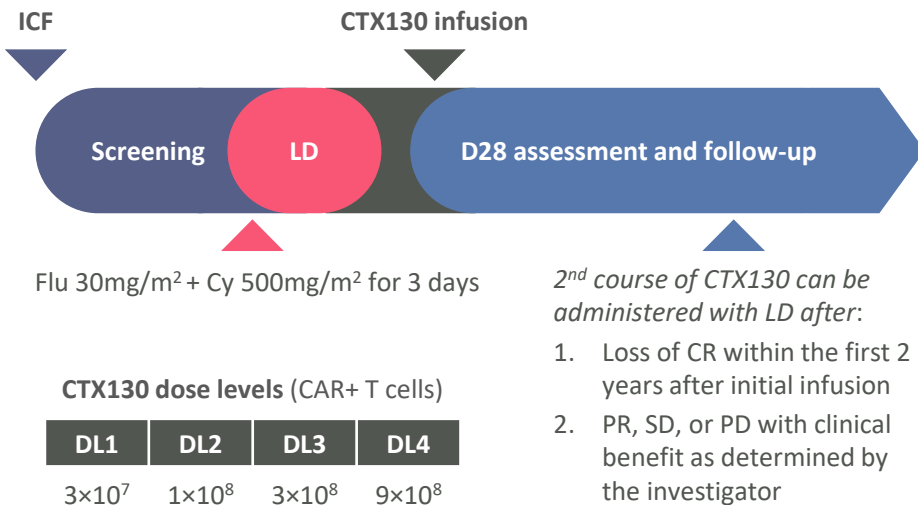 ICF
CTX130 infusion
Screening
LD
D28 assessment and follow-up
Flu 30mg/m² + Cy 500mg/m² for 3 days
2nd course of CTX130 can be
administered with LD after:
1. Loss of CR within the first 2
years after initial infusion
2. PR, SD, or PD with clinical
benefit as determined by
the investigator
CTX130 dose levels (CAR+ T cells)
DL1 DL2 DL3 DL4
3×10⁷ 1×10⁸ 3×10⁸ 9×10⁸